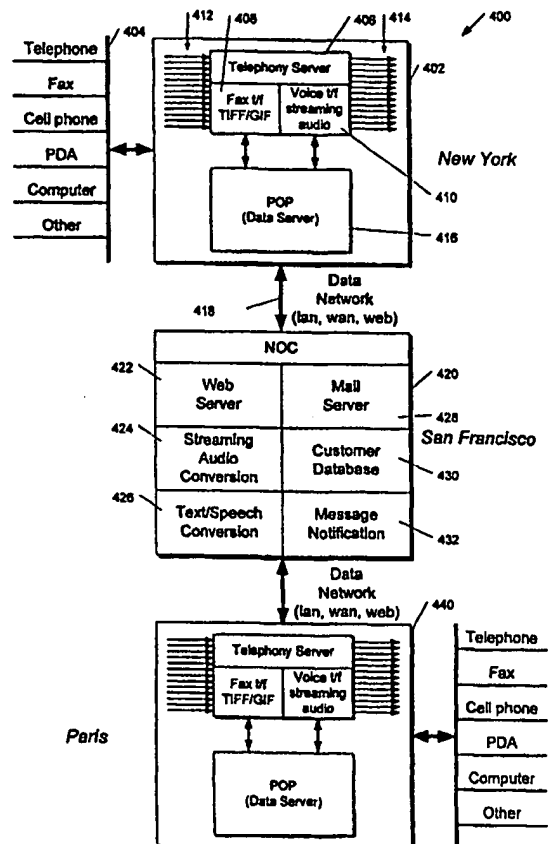 404
412
408
406
414
400
Telephone
Fax
Cell phone
PDA
Computer
Other
Telephony Server
Fax t/f
TIFF/GIF
Voice t/f
streaming
audio
402
New York
410
POP
(Data Server)
416
418
Data
Network
(lan, wan, web)
NOC
422
Web
Server
Mail
Server
420
428
San Francisco
424
Streaming
Audio
Conversion
Customer
Database
430
426
Text/Speech
Conversion
Message
Notification
432
Data
Network
(lan, wan, web)
440
Telephony Server
Fax t/f
TIFF/GIF
Voice t/f
streaming
audio
Paris
POP
(Data Server)
Telephone
Fax
Cell phone
PDA
Computer
Other